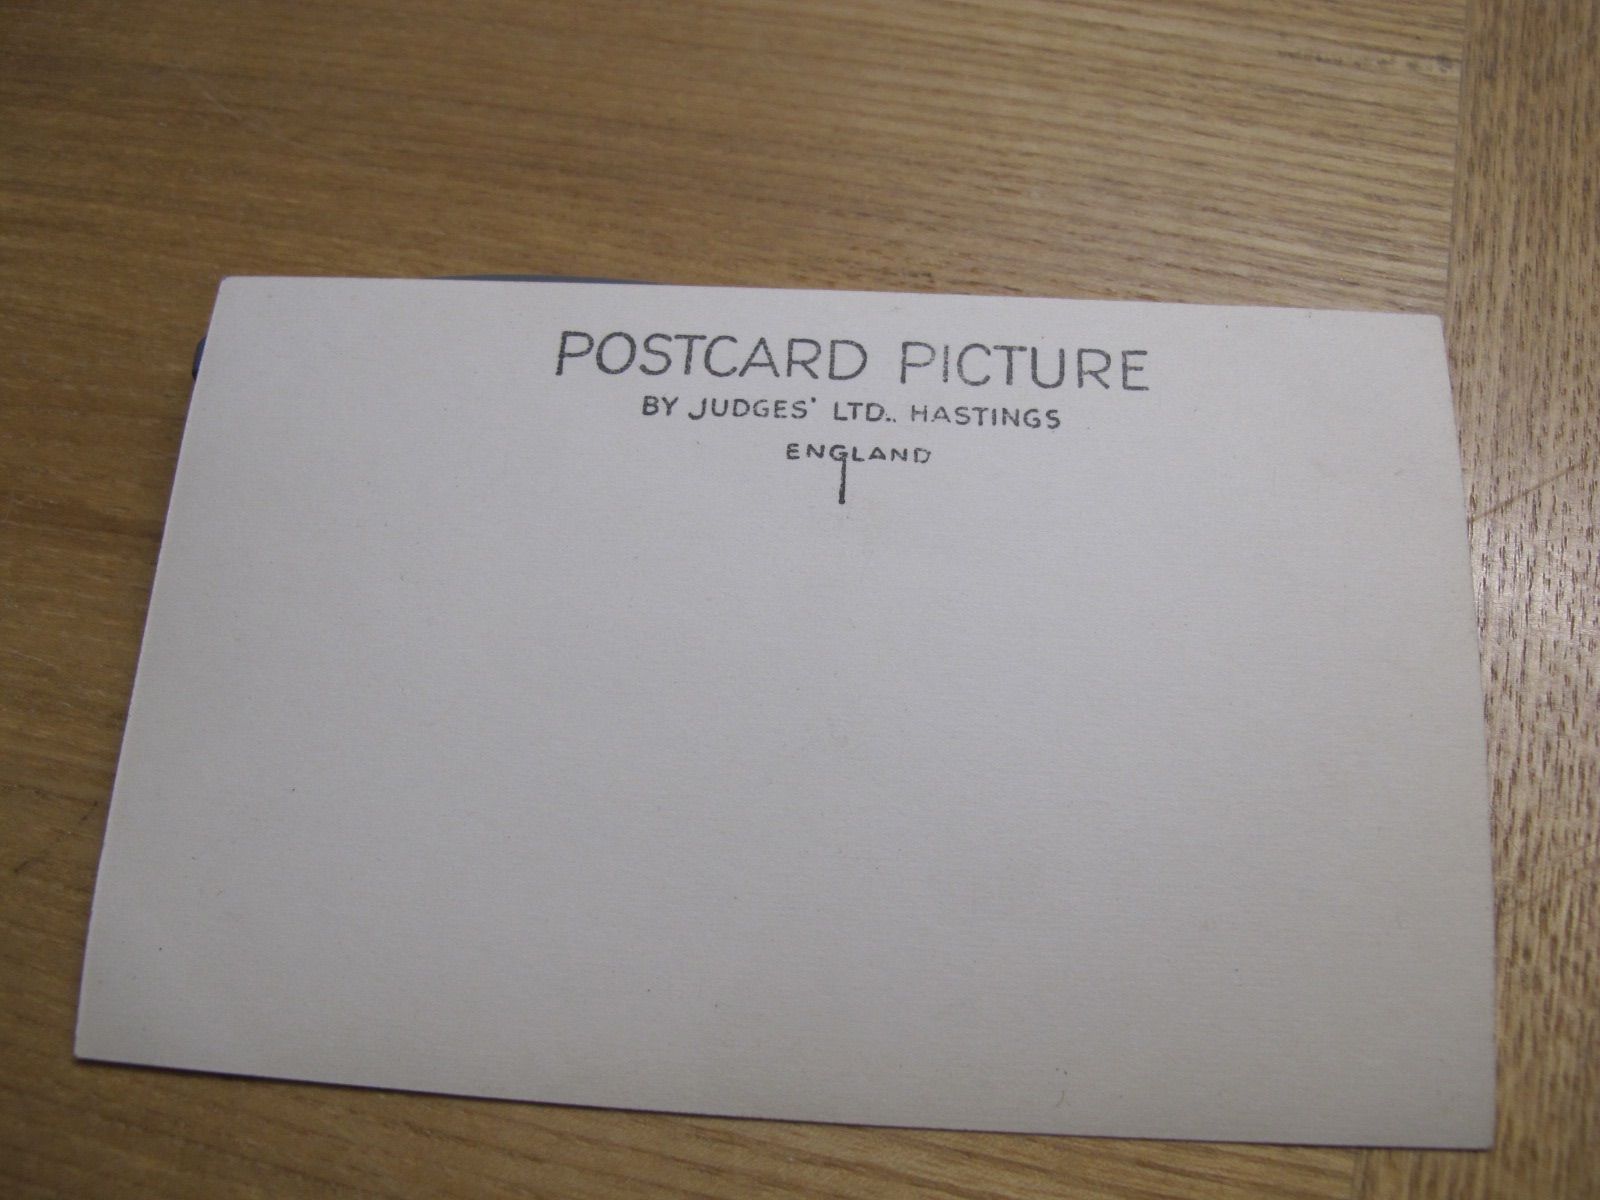 POSTCARD PICTURE
BY JUDGES' LTD., HASTINGS
ENGLAND